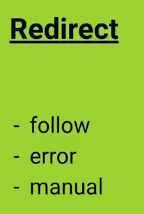 Redirect
- follow
- error
- manual